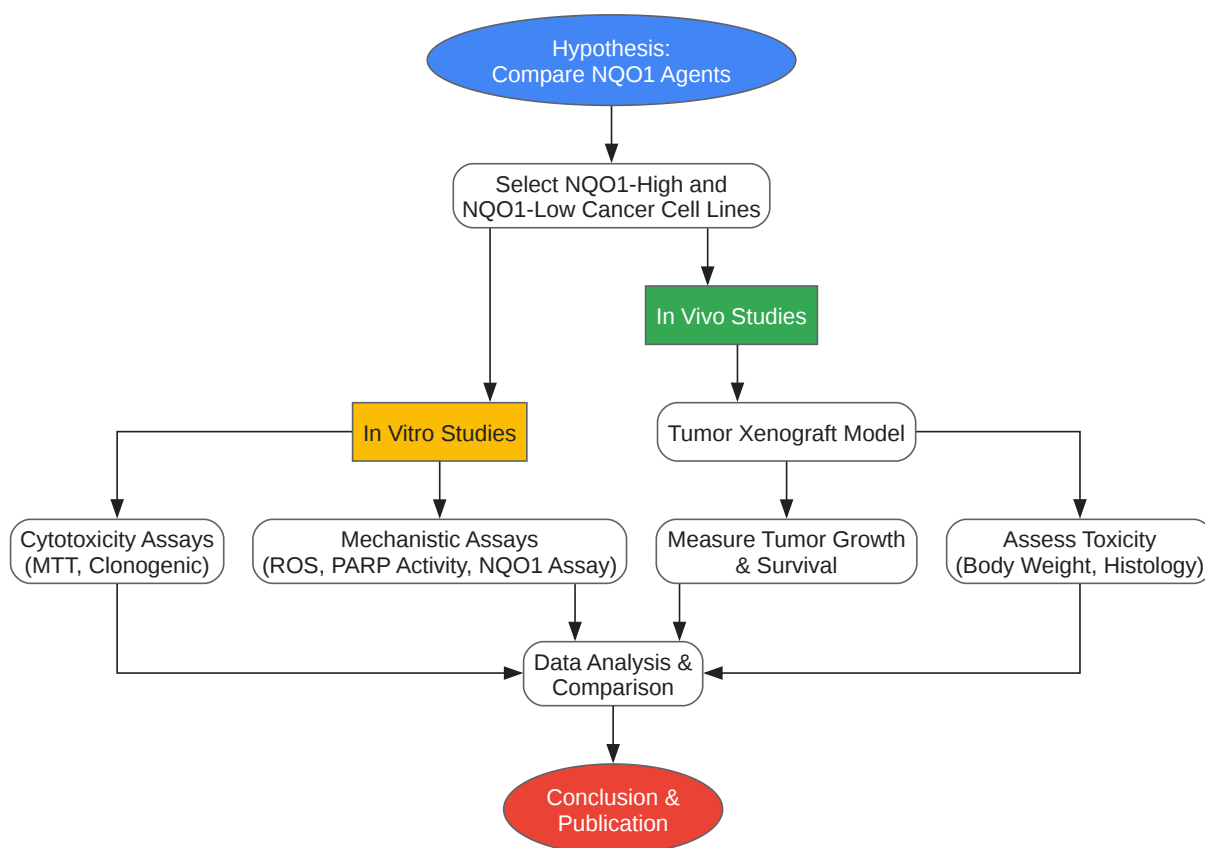 Hypothesis:
Compare NQO1 Agents
Select NQO1-High and
NQO1-Low Cancer Cell Lines
In Vivo Studies
In Vitro Studies
Tumor Xenograft Model
Cytotoxicity Assays
(MTT, Clonogenic)
Mechanistic Assays
(ROS, PARP Activity, NQO1 Assay)
Measure Tumor Growth
& Survival
Assess Toxicity
(Body Weight, Histology)
Data Analysis &
Comparison
Conclusion &
Publication